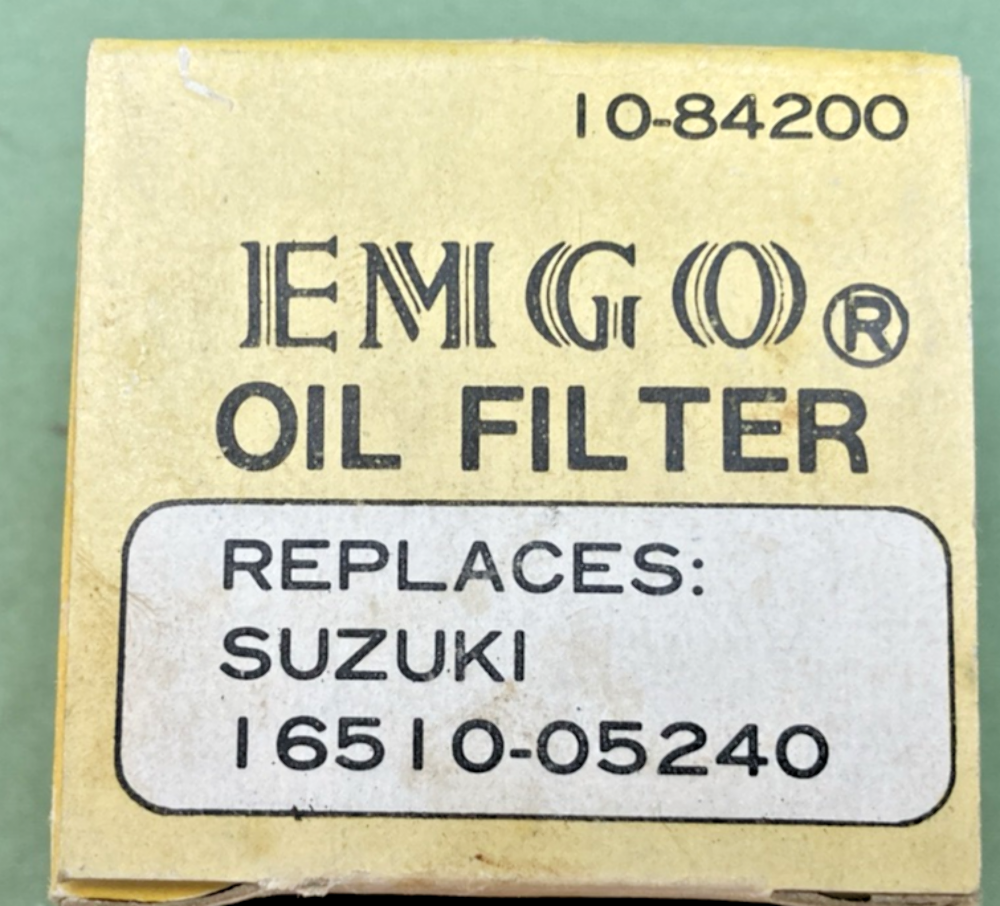 10-84200
EMGO®
OIL FILTER
REPLACES:
SUZUKI
16510-05240